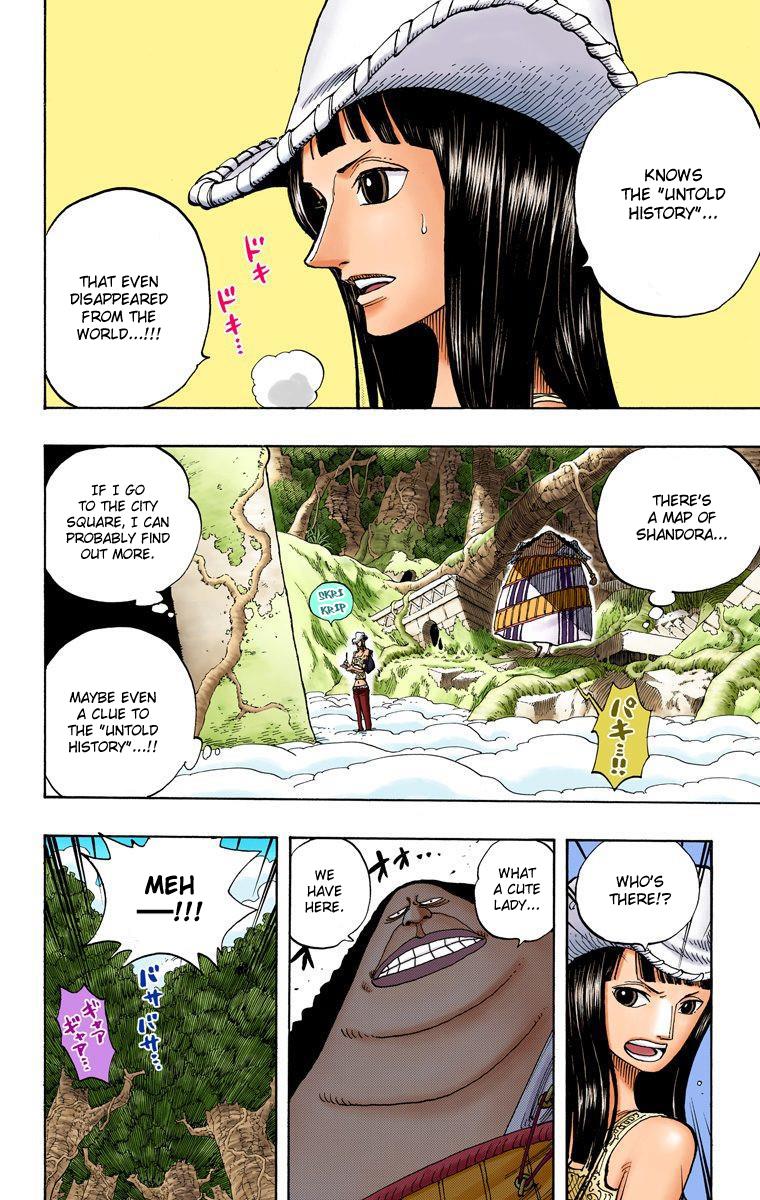 KNOWS
THE "UNTOLD
HISTORY"...
ドキ
ドキ...
THAT EVEN
DISAPPEARED
FROM THE
WORLD...!!!
THERE'S
A MAP OF
SHANDORA...
パキ...!!
SKRI
KRIP
IF I GO
TO THE CITY
SQUARE, I CAN
PROBABLY FIND
OUT MORE.
MAYBE EVEN
A CLUE TO
THE "UNTOLD
HISTORY"...!!
WHO'S
THERE!?
WHAT
A CUTE
LADY...
オオ...
WE
HAVE
HERE.
MEH
—!!!
バサバサ...
ギャア
ギャア...